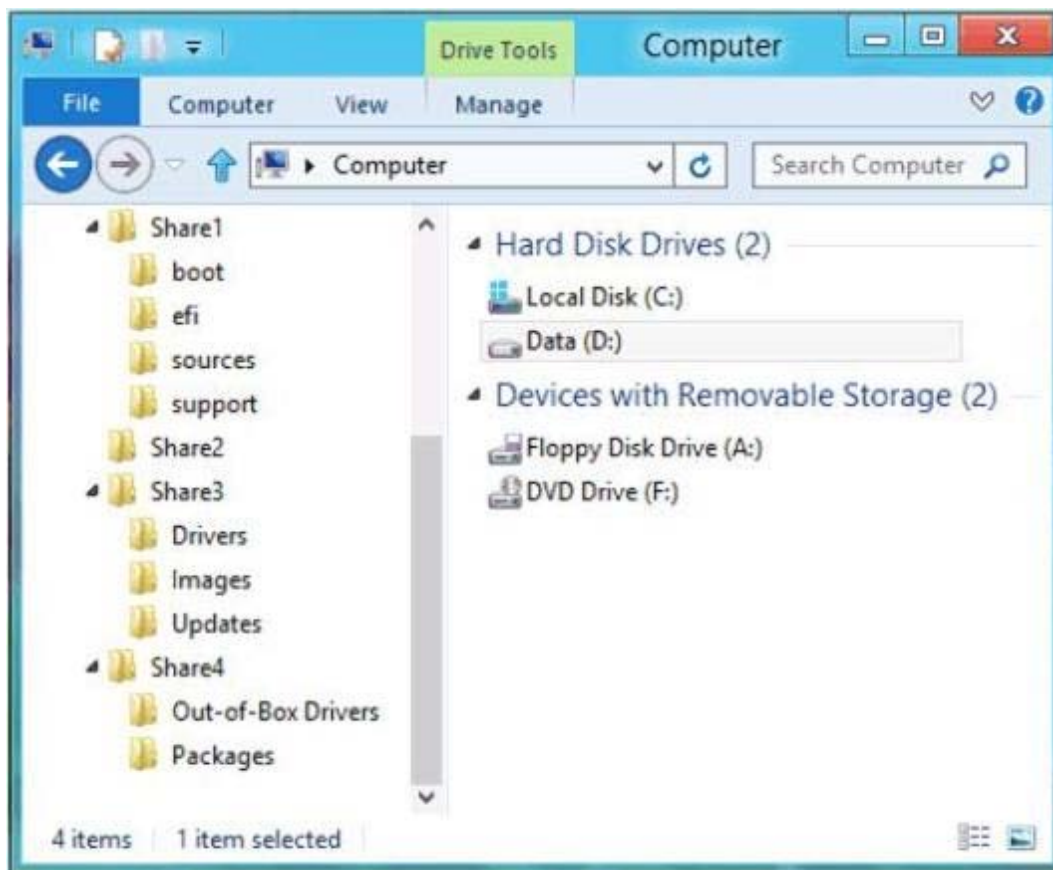 Drive Tools
Computer
File
Computer
View
Manage
Computer
Search Computer
Share1
boot
efi
sources
support
Share2
Share3
Drivers
Images
Updates
Share4
Out-of-Box Drivers
Packages
Hard Disk Drives (2)
Local Disk (C:)
Data (D:)
Devices with Removable Storage (2)
Floppy Disk Drive (A:)
DVD Drive (F:)
4 items
1 item selected